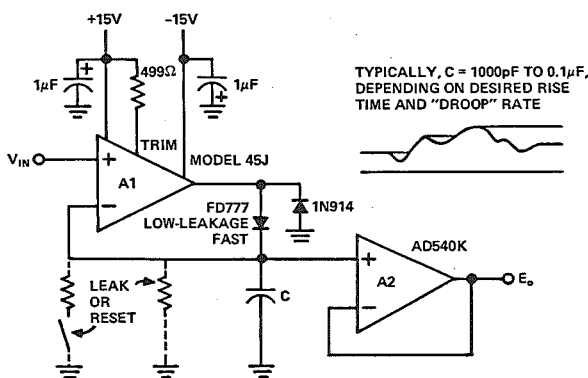 +15V
-15V
1µF
+
499Ω
1µF
+
TYPICALLY, C = 1000pF TO 0.1µF,
DEPENDING ON DESIRED RISE
TIME AND "DROOP" RATE
TRIM
MODEL 45J
VIN
+
A1
−
FD777
LOW-LEAKAGE
FAST
1N914
AD540K
LEAK
OR
RESET
C
+
A2
−
Eo